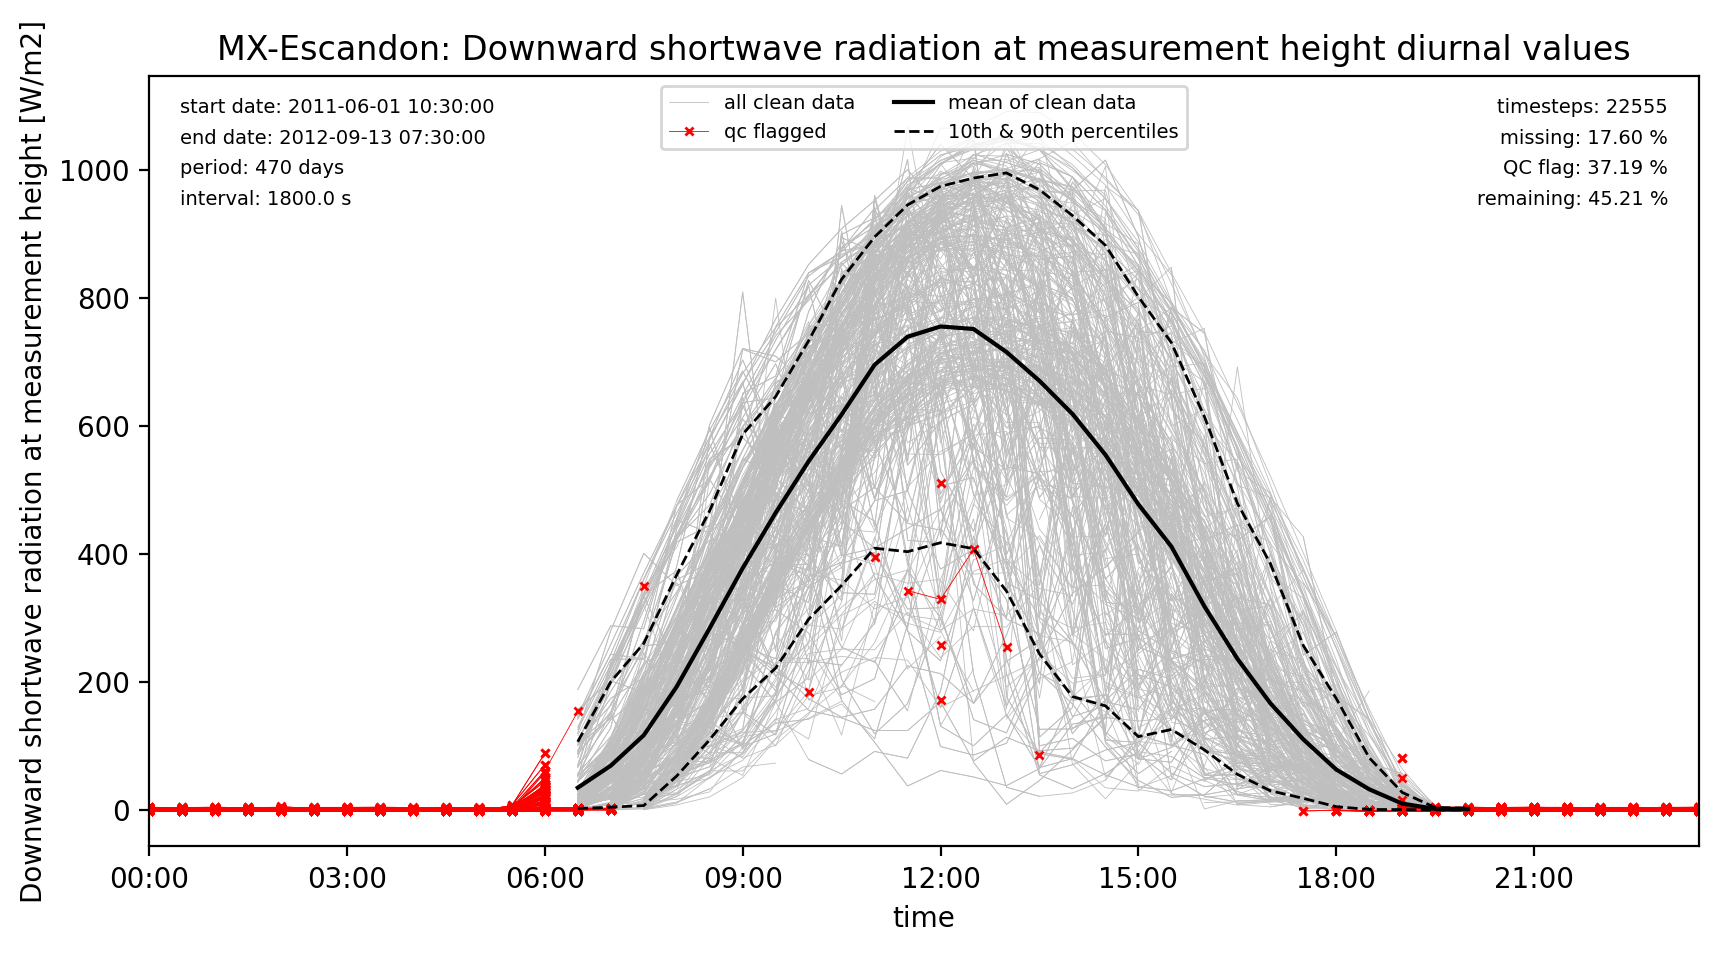 MX-Escandon: Downward shortwave radiation at measurement height diurnal values
Downward shortwave radiation at measurement height [W/m2]
start date: 2011-06-01 10:30:00
end date: 2012-09-13 07:30:00
period: 470 days
interval: 1800.0 s
all clean data
qc flagged
mean of clean data
10th & 90th percentiles
timesteps: 22555
missing: 17.60 %
QC flag: 37.19 %
remaining: 45.21 %
1000
800
600
400
200
0
00:00 03:00 06:00 09:00 12:00 15:00 18:00 21:00
time